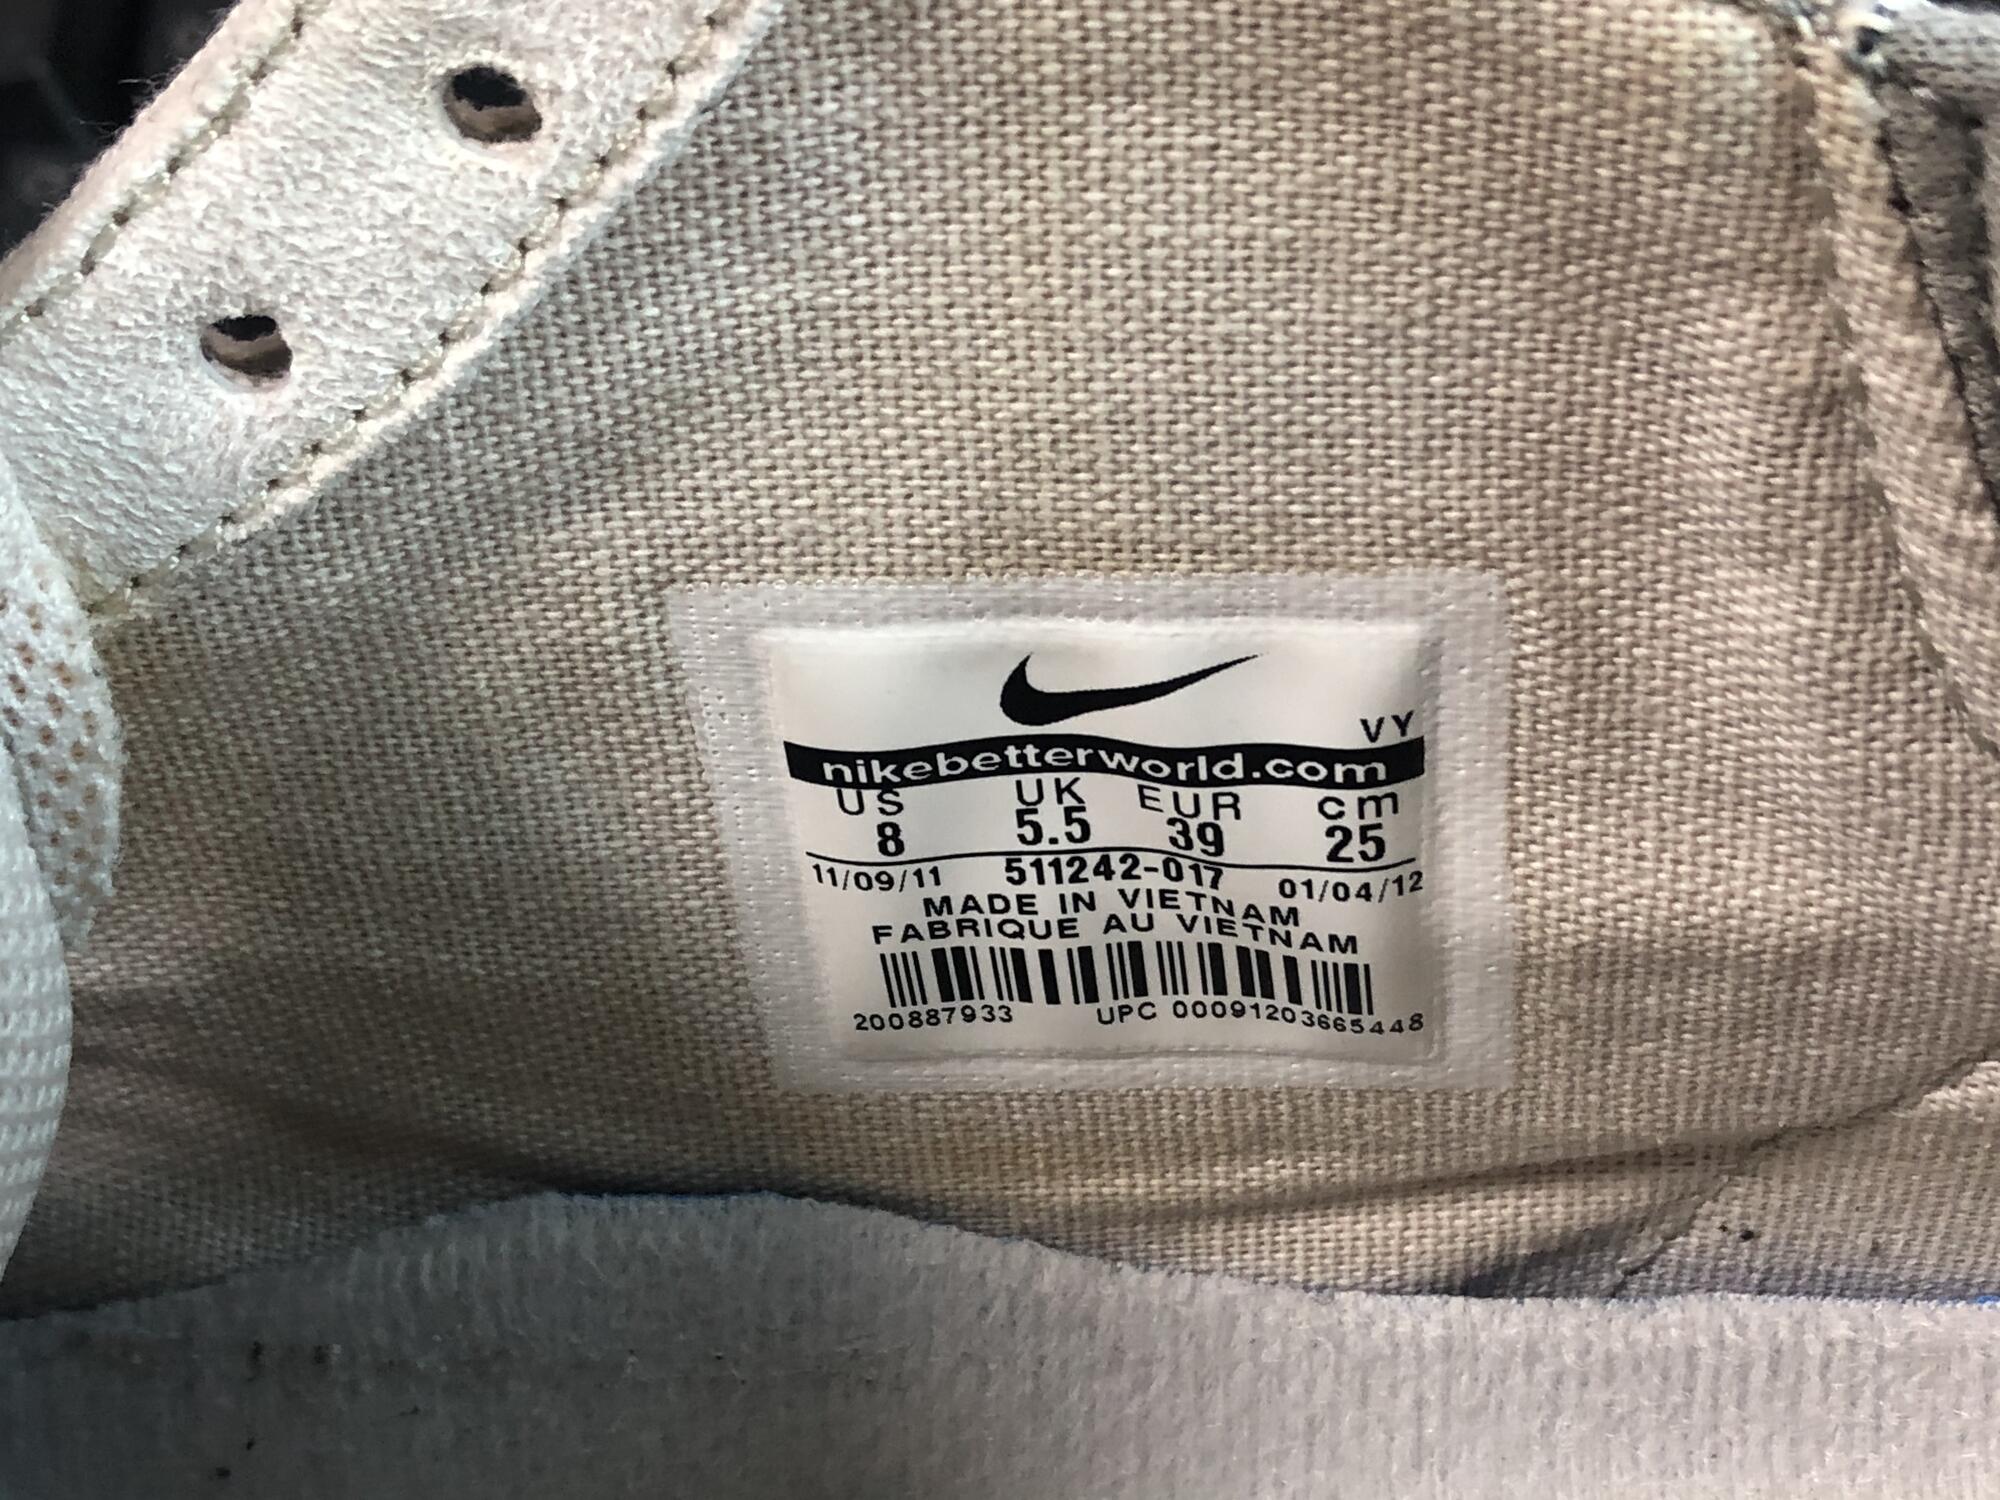 VY
nikebetterworld.com
US UK EUR cm
8 5.5 39 25
11/09/11 511242-017 01/04/12
MADE IN VIETNAM
FABRIQUE AU VIETNAM
200887933 UPC 00091203665448